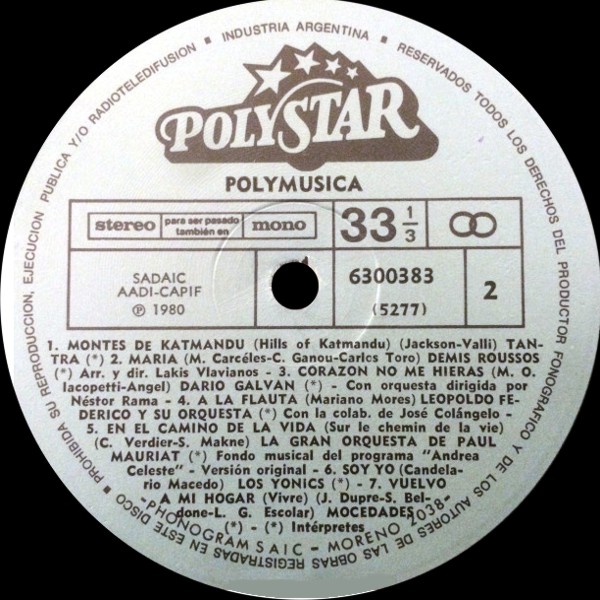 PROHIBIDA SU REPRODUCCION, EJECUCION PUBLICA Y/O RADIOTELEDIFUSION ■ INDUSTRIA ARGENTINA ■ RESERVADOS TODOS LOS DERECHOS DEL PRODUCTOR FONOGRAFICO Y DE LOS AUTORES DE LAS OBRAS REGISTRADAS EN ESTE DISCO ■
POLYSTAR
POLYMUSICA
stereo para ser pasado también en mono
33 1/3
SADAIC
AADI-CAPIF
Ⓟ 1980
6300383
(5277)
2
1. MONTES DE KATMANDU (Hills of Katmandu) (Jackson-Valli) TAN-
TRA (*) 2. MARIA (M. Carcéles-C. Ganou-Carlcs Toro) DEMIS ROUSSOS
(*) Arr. y dir. Lakis Vlavianos - 3. CORAZON NO ME HIERAS (M. O.
Iacopetti-Angel) DARIO GALVAN (*) - Con orquesta dirigida por
Néstor Rama - 4. A LA FLAUTA (Mariano Mores) LEOPOLDO FE-
DERICO Y SU ORQUESTA (*) Con la colab. de José Colángelo -
5. EN EL CAMINO DE LA VIDA (Sur le chemin de la vie)
(C. Verdier-S. Makne) LA GRAN ORQUESTA DE PAUL
MAURIAT (*) Fondo musical del programa "Andrea
Celeste" - Versión original - 6. SOY YO (Candela-
rio Macedo) LOS YONICS (*) - 7. VUELVO
A MI HOGAR (Vivre) (J. Dupre-S. Bel-
done-L. G. Escolar) MOCEDADES
(*) - (*) Intérpretes
-PHONOGRAM SAIC - MORENO 2038-